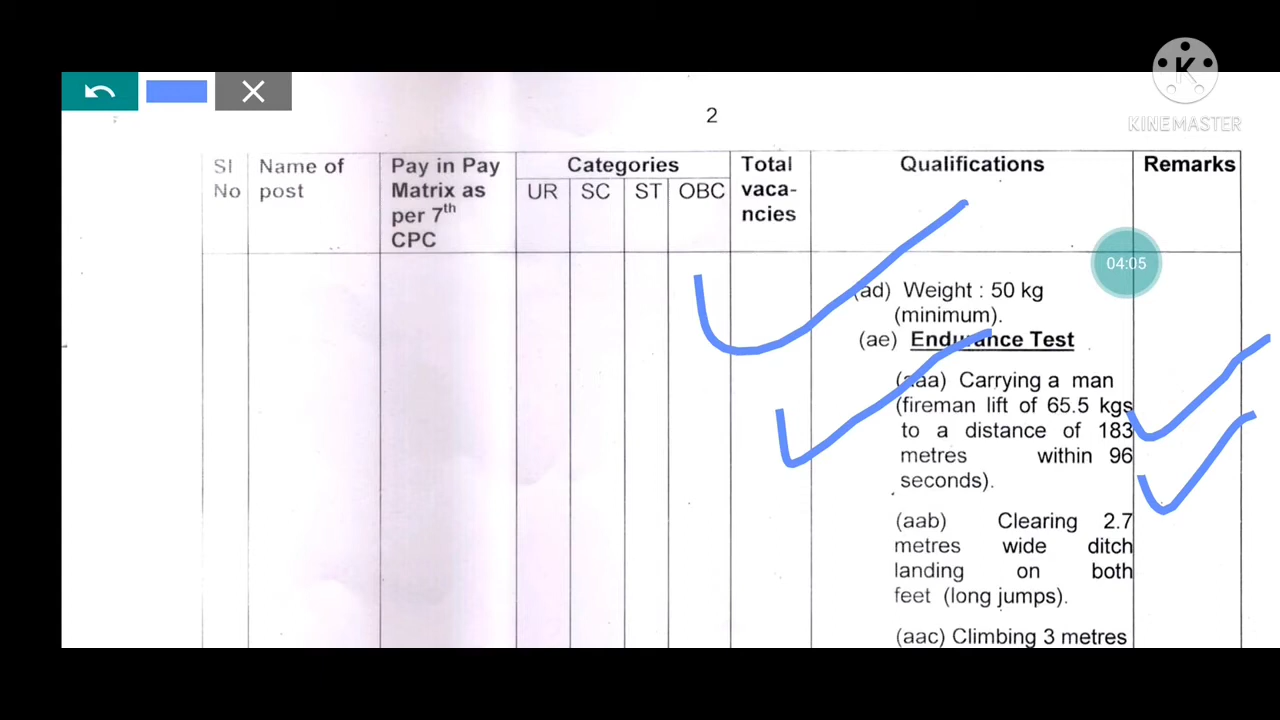 KINEMASTER
2
Sl No
Name of post
Pay in Pay Matrix as per 7th CPC
Categories
UR
SC
ST
OBC
Total vaca-ncies
Qualifications
Remarks
04:05
(ad) Weight : 50 kg
(minimum).
(ae) Endurance Test
(aaa) Carrying a man
(fireman lift of 65.5 kgs
to a distance of 183
metres within 96
seconds).
(aab) Clearing 2.7
metres wide ditch
landing on both
feet (long jumps).
(aac) Climbing 3 metres